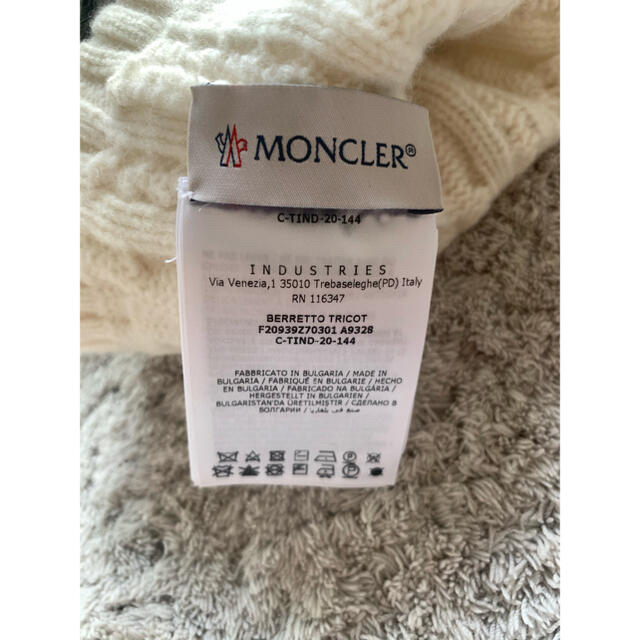 MONCLER®
C-TIND-20-144
INDUSTRIES
Via Venezia,1 35010 Trebaseleghe(PD) Italy
RN 116347
BERRETTO TRICOT
F20939Z70301 A9328
C-TIND-20-144
FABBRICATO IN BULGARIA / MADE IN
BULGARIA / FABRIQUÉ EN BULGARIE / HECHO
EN BULGARIA / FABRICADO NA BULGÁRIA /
HERGESTELLT IN BULGARIEN /
BULGARISTAN'DA ÜRETILMIŞTIR / СДЕЛАНО В
БОЛГАРИИ / صنع في بلغاريا